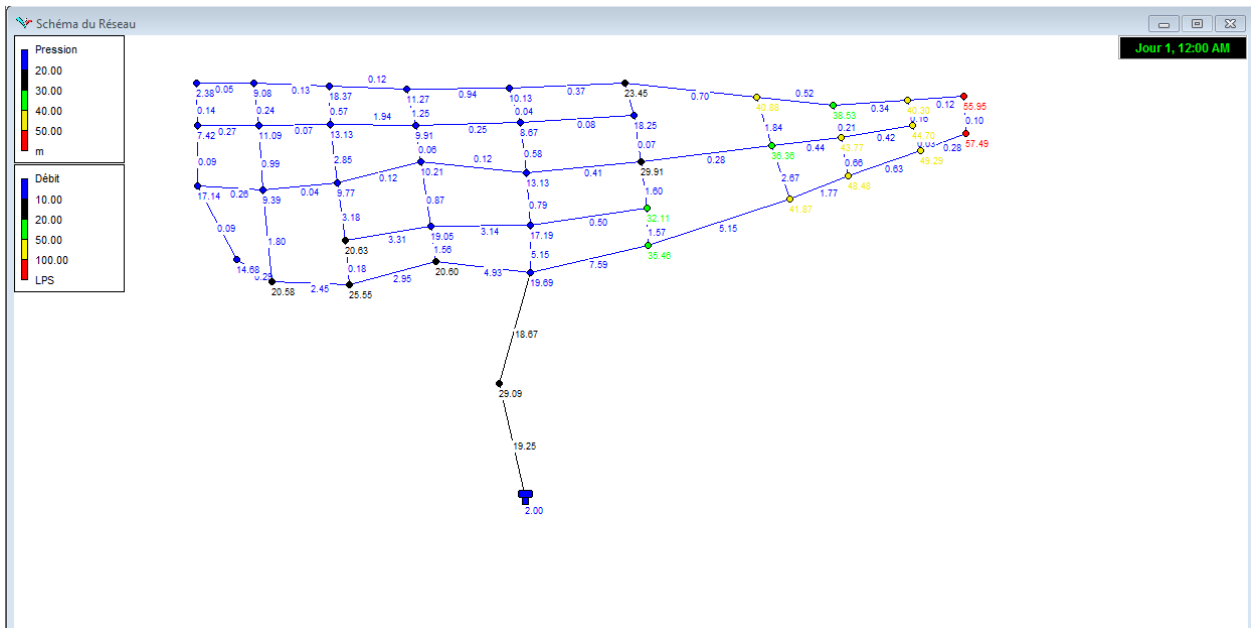 Schéma du Réseau
Jour 1, 12:00 AM
Pression
20.00
30.00
40.00
50.00
m
Débit
10.00
20.00
50.00
100.00
LPS
0.12
0.05 0.13 0.94 0.37 0.70 0.52 0.34 0.12
2.38 9.08 18.37 11.27 10.13 23.45 40.88 38.53 40.30 55.95
0.14 0.24 0.57 1.25 0.04 1.84 0.21 0.10
0.27 0.07 1.94 0.25 0.08 0.44 0.42
7.42 11.09 13.13 9.91 8.67 18.25 36.36 43.77 44.70 57.49
0.09 0.99 2.85 0.06 0.58 0.07 0.66 0.03 0.28
0.26 0.04 0.12 0.12 0.41 0.28 0.63
17.14 9.39 9.77 10.21 13.13 29.91 2.67 1.77 48.48 49.29
0.09 1.80 3.18 0.87 0.79 1.60 41.87
3.31 3.14 0.50 32.11 5.15
20.63 19.05 17.19 1.57
0.18 1.56 5.15 35.46
14.68 0.29 2.45 2.95 4.93 7.59
20.58 25.55 20.60 19.69
18.67
29.09
19.25
2.00